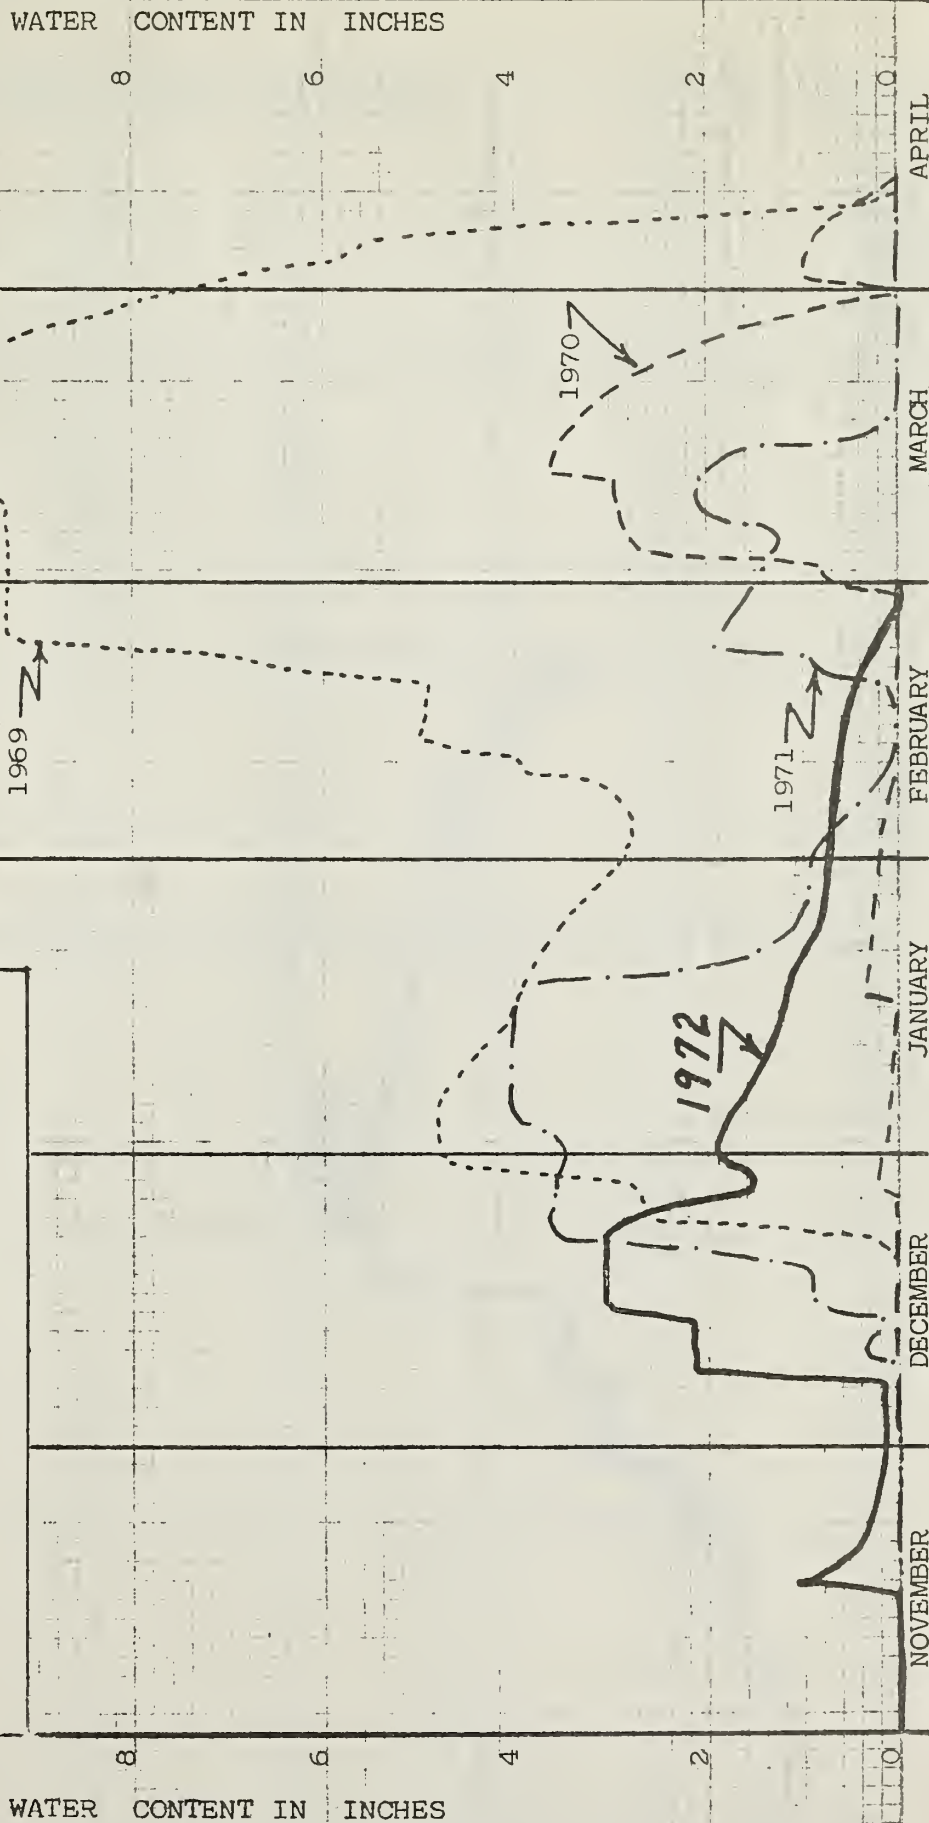 WATER CONTENT IN INCHES
8
6
4
2
0
1969
1970
1971
1972
NOVEMBER
DECEMBER
JANUARY
FEBRUARY
MARCH
APRIL
8
6
4
2
0
WATER CONTENT IN INCHES